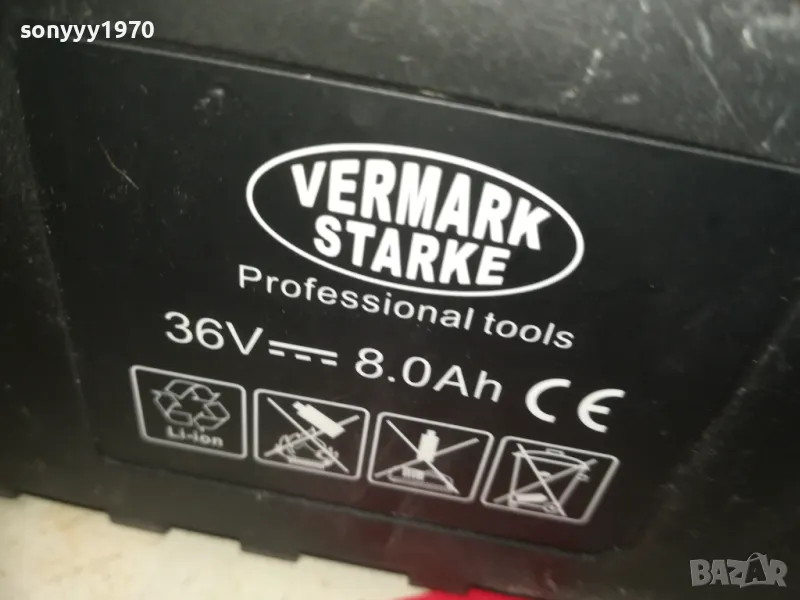 sonyyy1970
VERMARK
STARKE
Professional tools
36V 8.0Ah CE
Li-ion
BAZAR